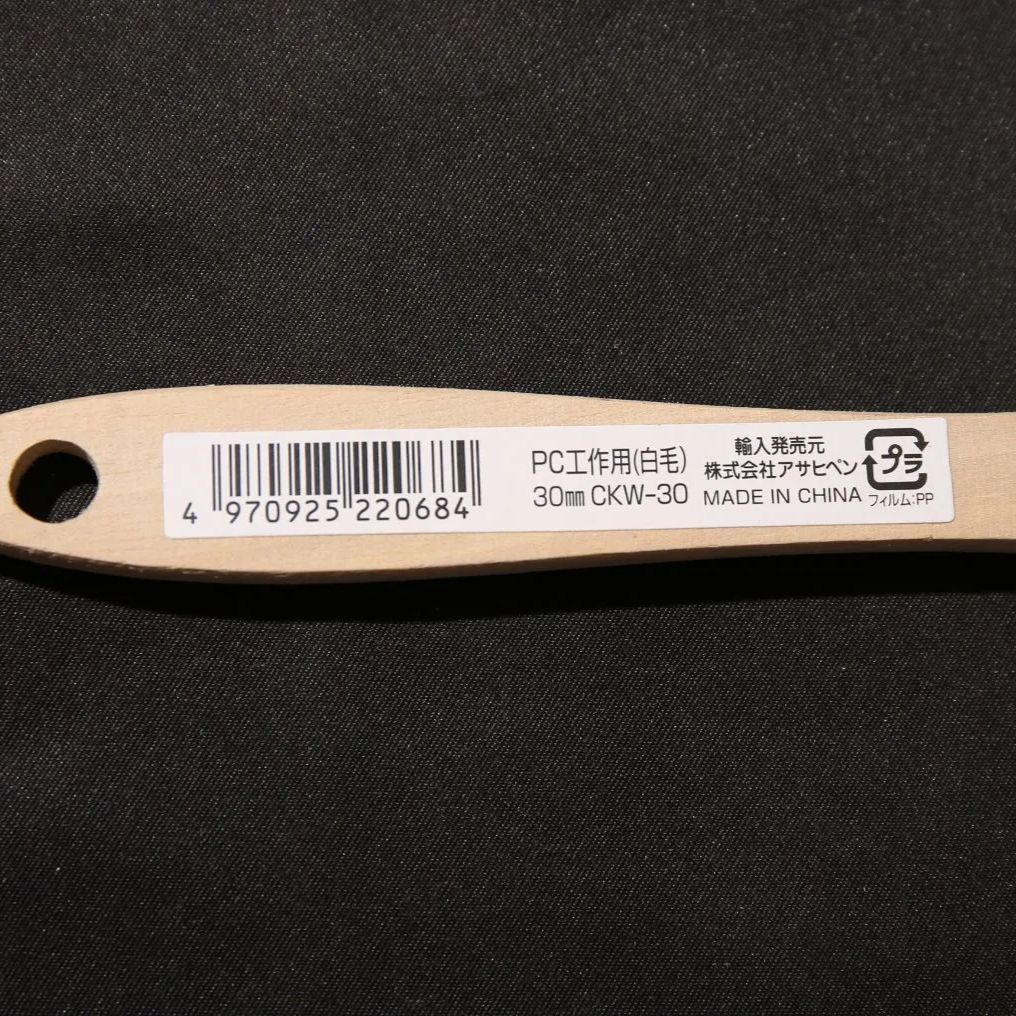 4 970925 220684
PC工作用(白毛)
30㎜ CKW-30
輸入発売元
株式会社アサヒペン
MADE IN CHINA
プラ
フィルム:PP